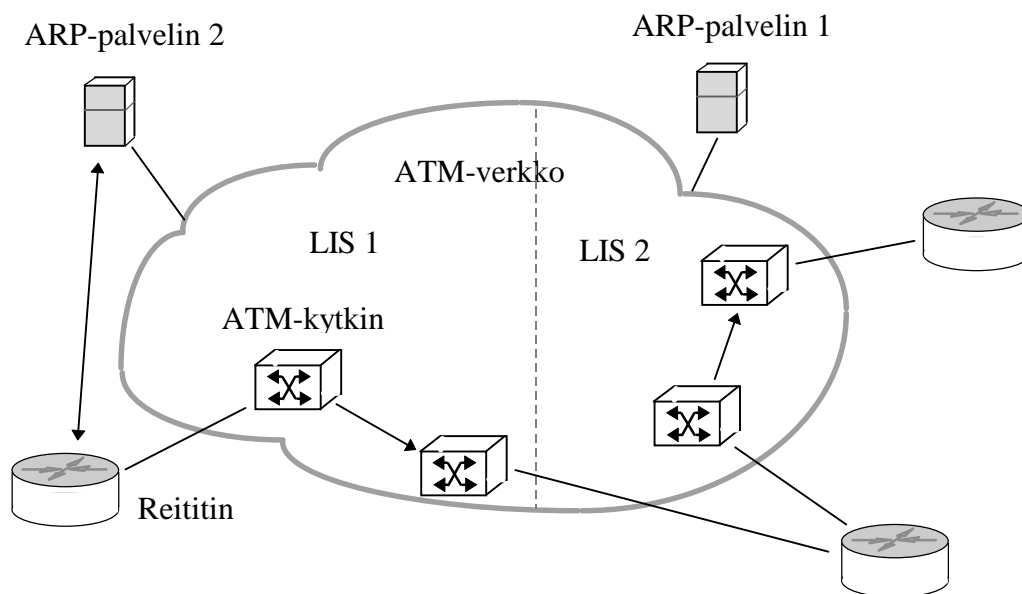 ARP-palvelin 2
ARP-palvelin 1
ATM-verkko
LIS 1
LIS 2
ATM-kytkin
Reititin